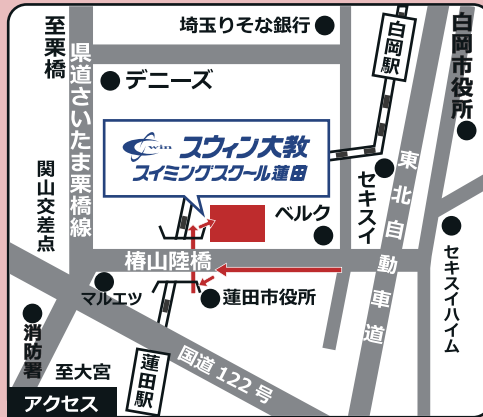 至栗橋
埼玉りそな銀行
白岡駅
白岡市役所
県道さいたま栗橋線
デニーズ
win
スウィン大教
スイミングスクール蓮田
東北自動車道
セキスイ
関山交差点
ベルク
セキスイハイム
椿山陸橋
マルエツ
蓮田市役所
消防署
至大宮
蓮田駅
国道122号
アクセス